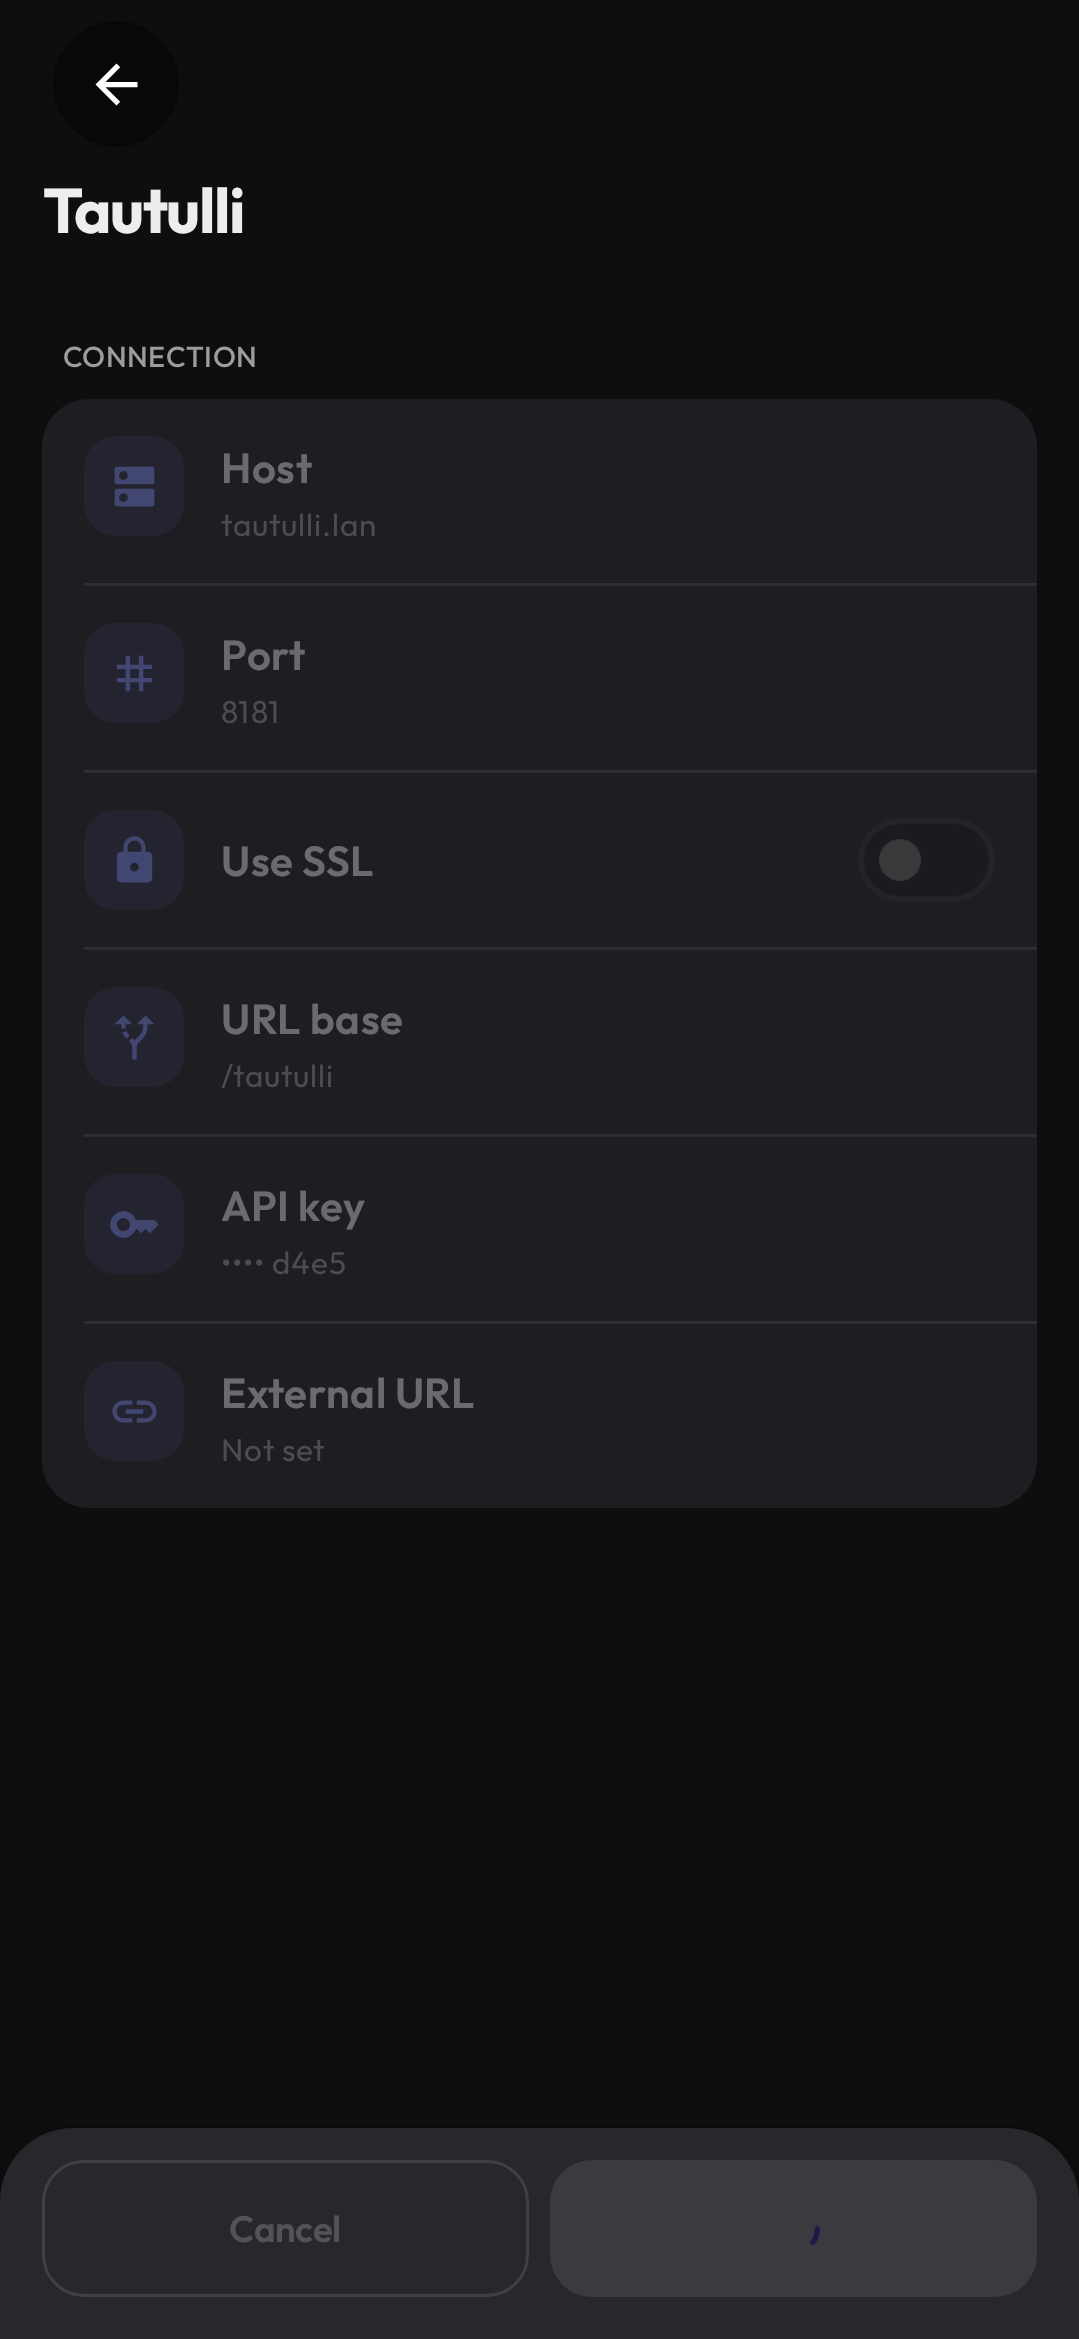 Tautulli
CONNECTION
Host
tautulli.lan
Port
8181
Use SSL
URL base
/tautulli
API key
•••• d4e5
External URL
Not set
Cancel